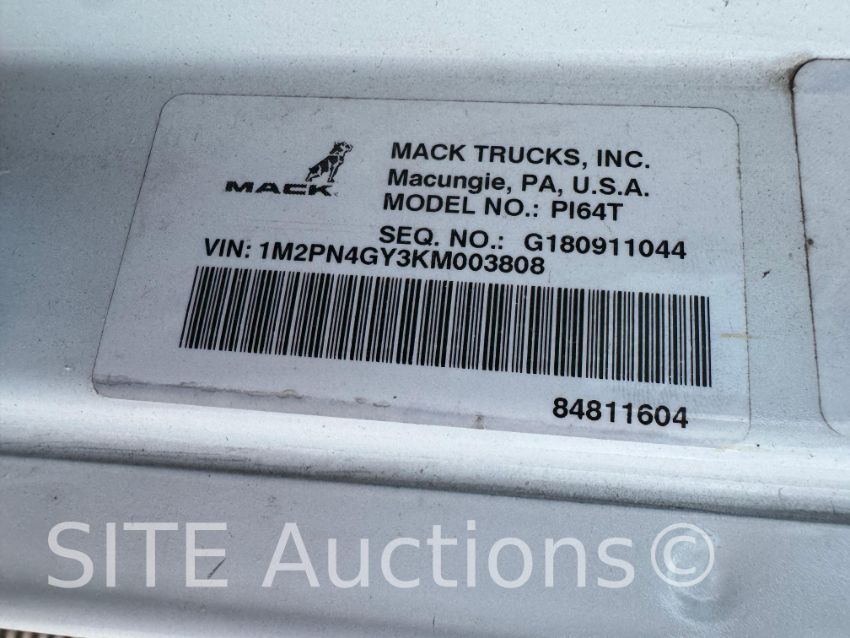 MACK
MACK TRUCKS, INC.
Macungie, PA, U.S.A.
MODEL NO.: PI64T
SEQ. NO.: G180911044
VIN: 1M2PN4GY3KM003808
84811604
SITE Auctions©